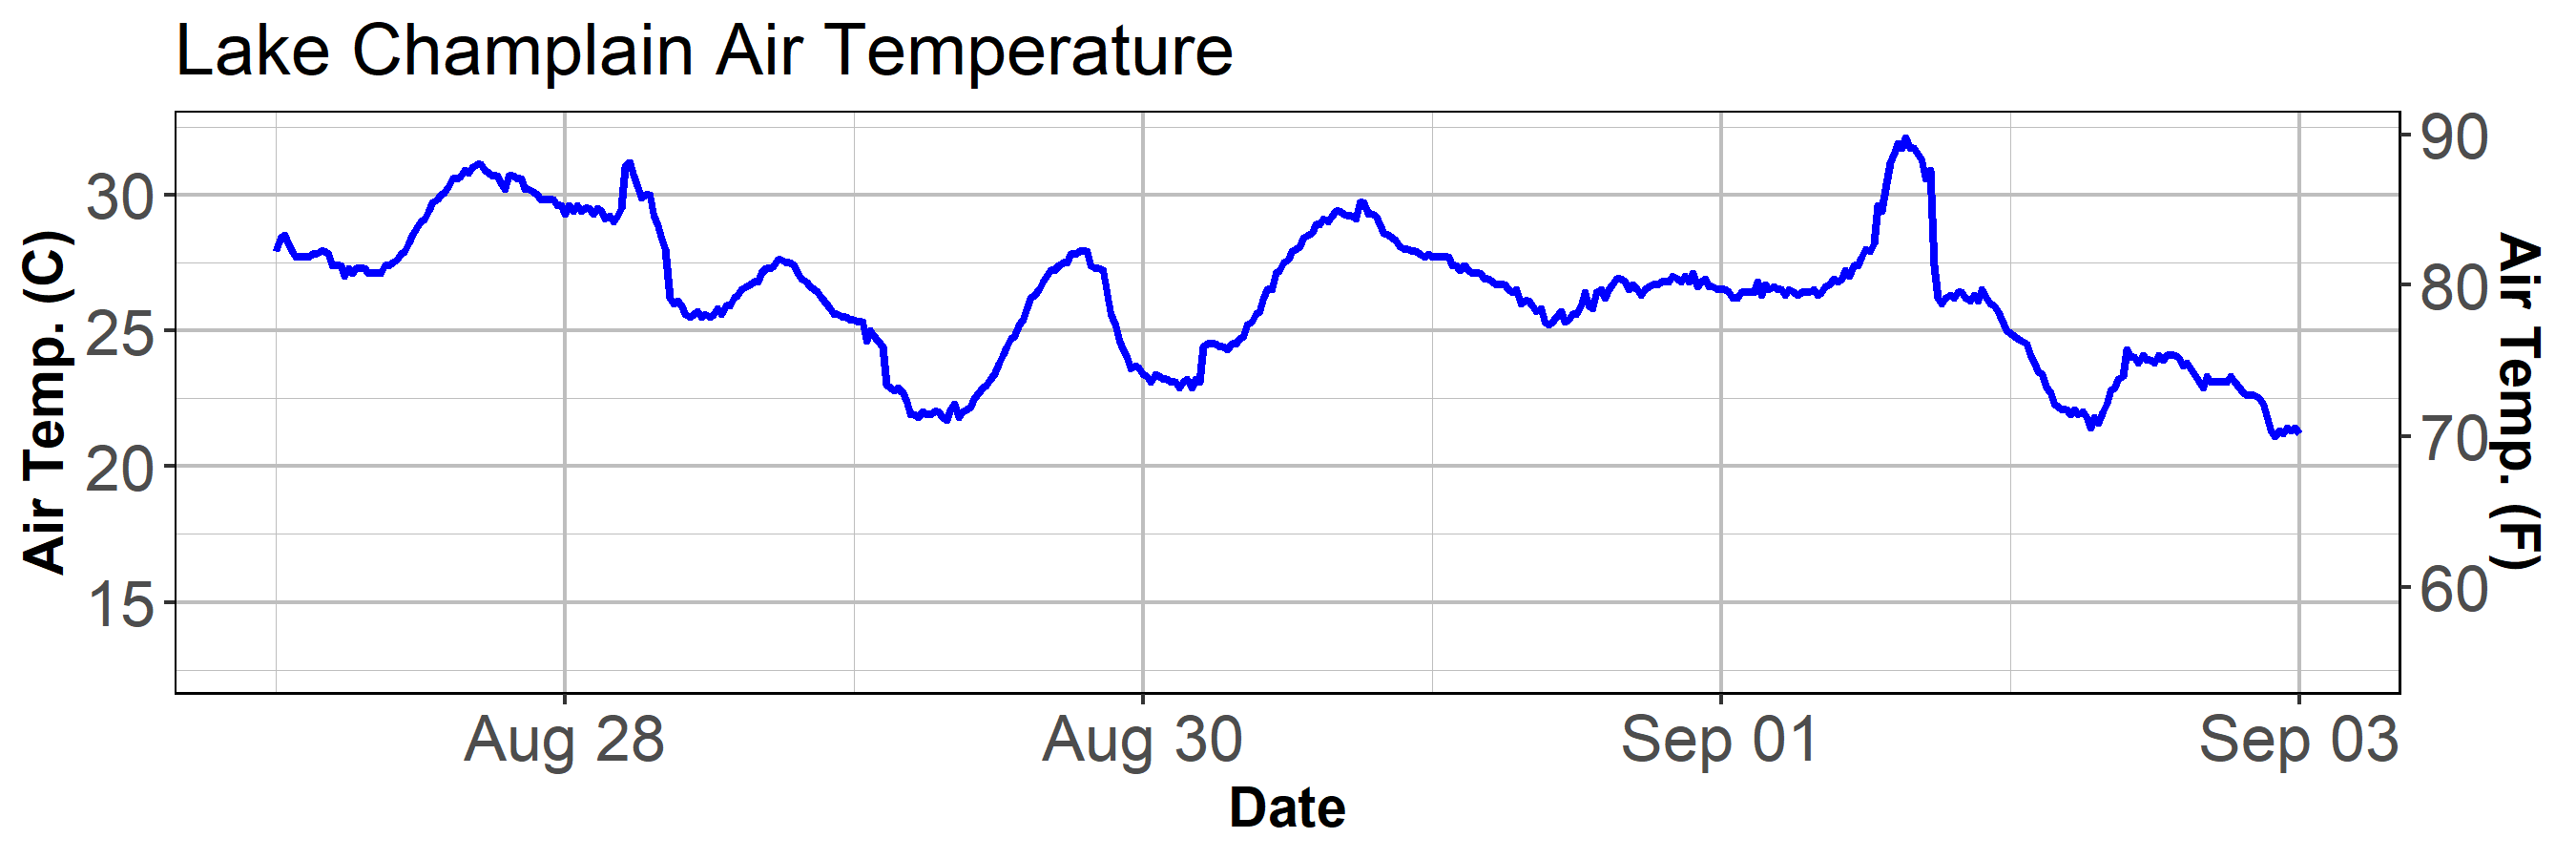 Lake Champlain Air Temperature
Air Temp. (C)
30
25
20
15
90
80
70
60
Air Temp. (F)
Aug 28
Aug 30
Sep 01
Sep 03
Date